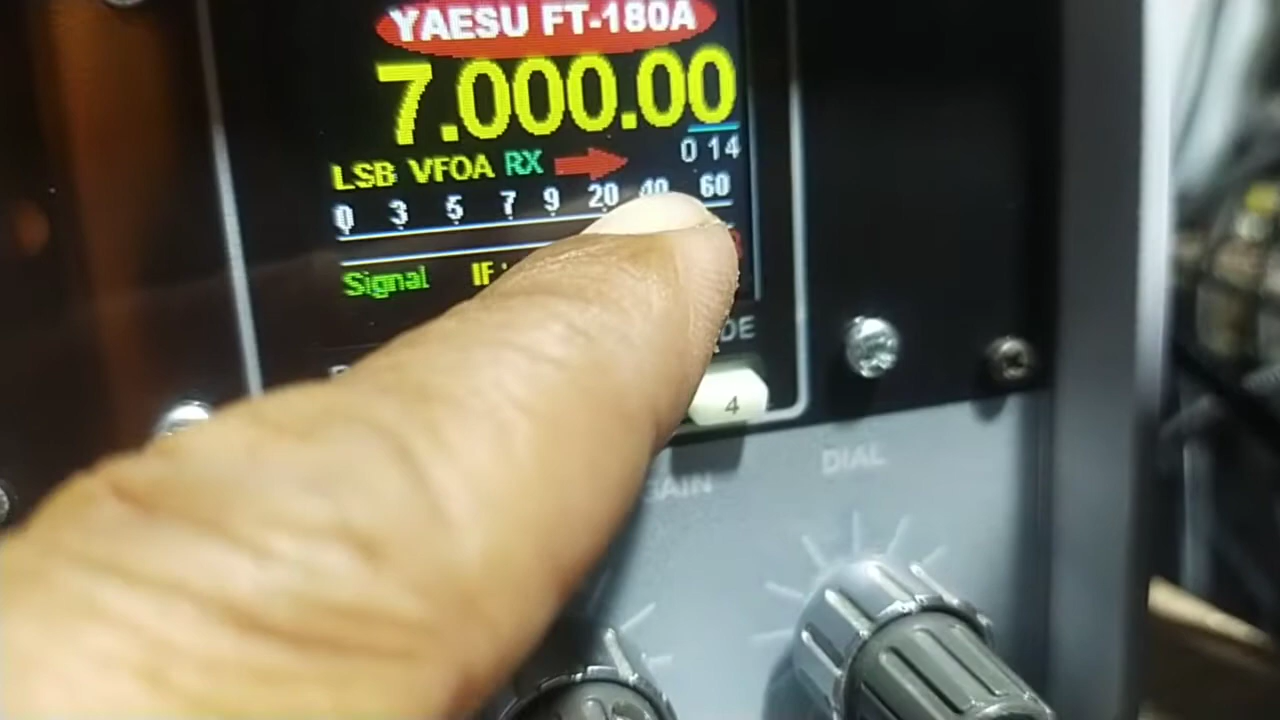 YAESU FT-180A
7.000.00
LSB VFOA RX 0 14
0 3 5 7 9 20 40 60
Signal IF
4
DIAL